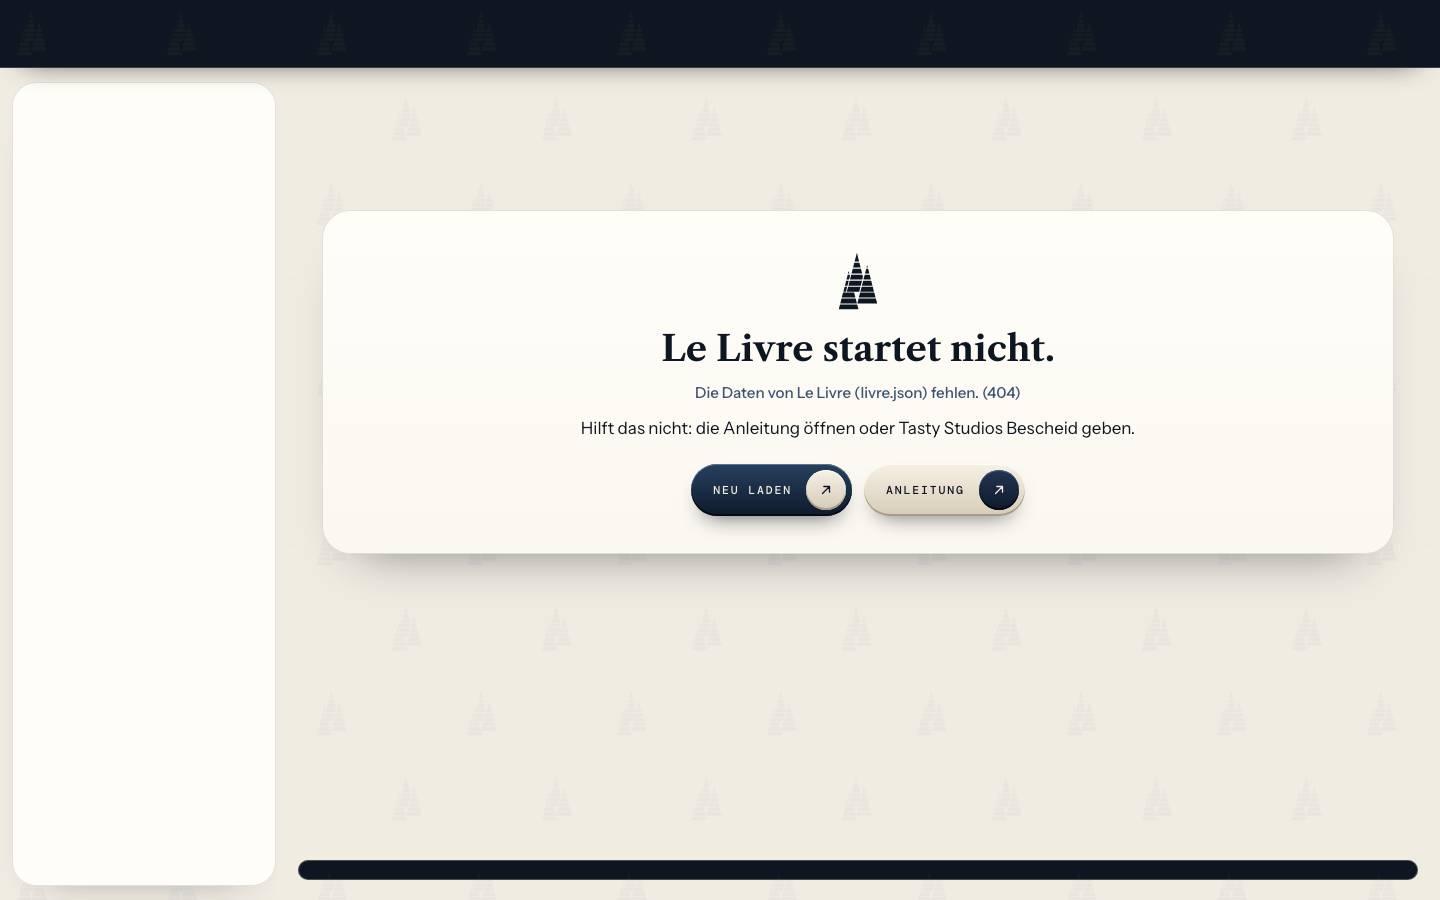 Le Livre startet nicht.
Die Daten von Le Livre (livre.json) fehlen. (404)
Hilft das nicht: die Anleitung öffnen oder Tasty Studios Bescheid geben.
NEU LADEN
ANLEITUNG